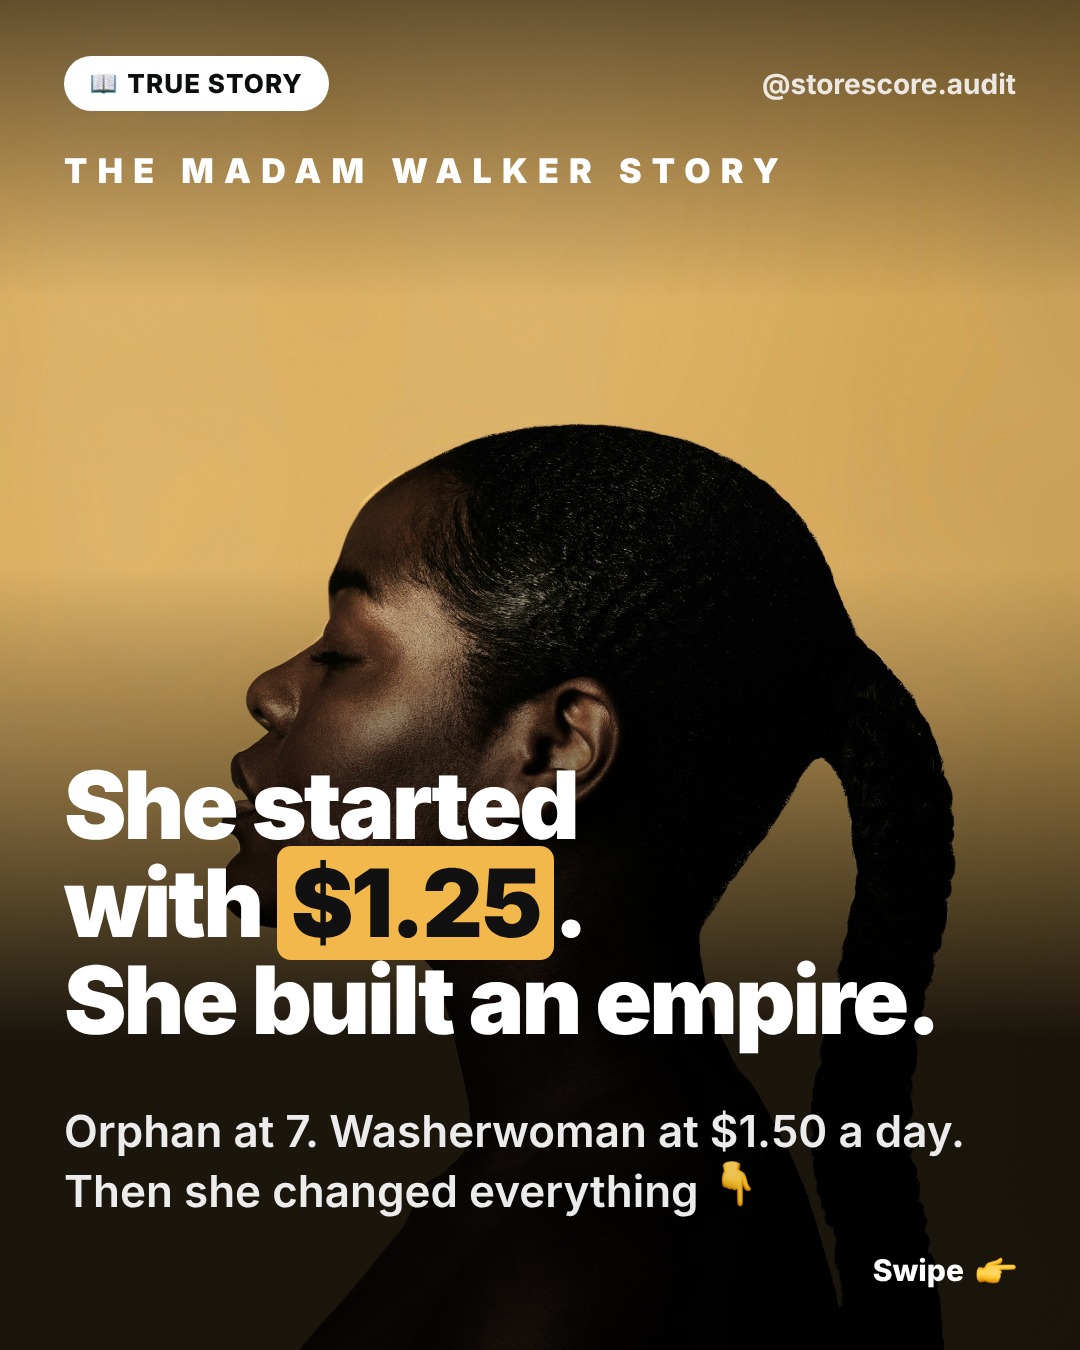 📖 TRUE STORY
@storescore.audit
THE MADAM WALKER STORY
She started
with $1.25.
She built an empire.
Orphan at 7. Washerwoman at $1.50 a day.
Then she changed everything 👇
Swipe 👉